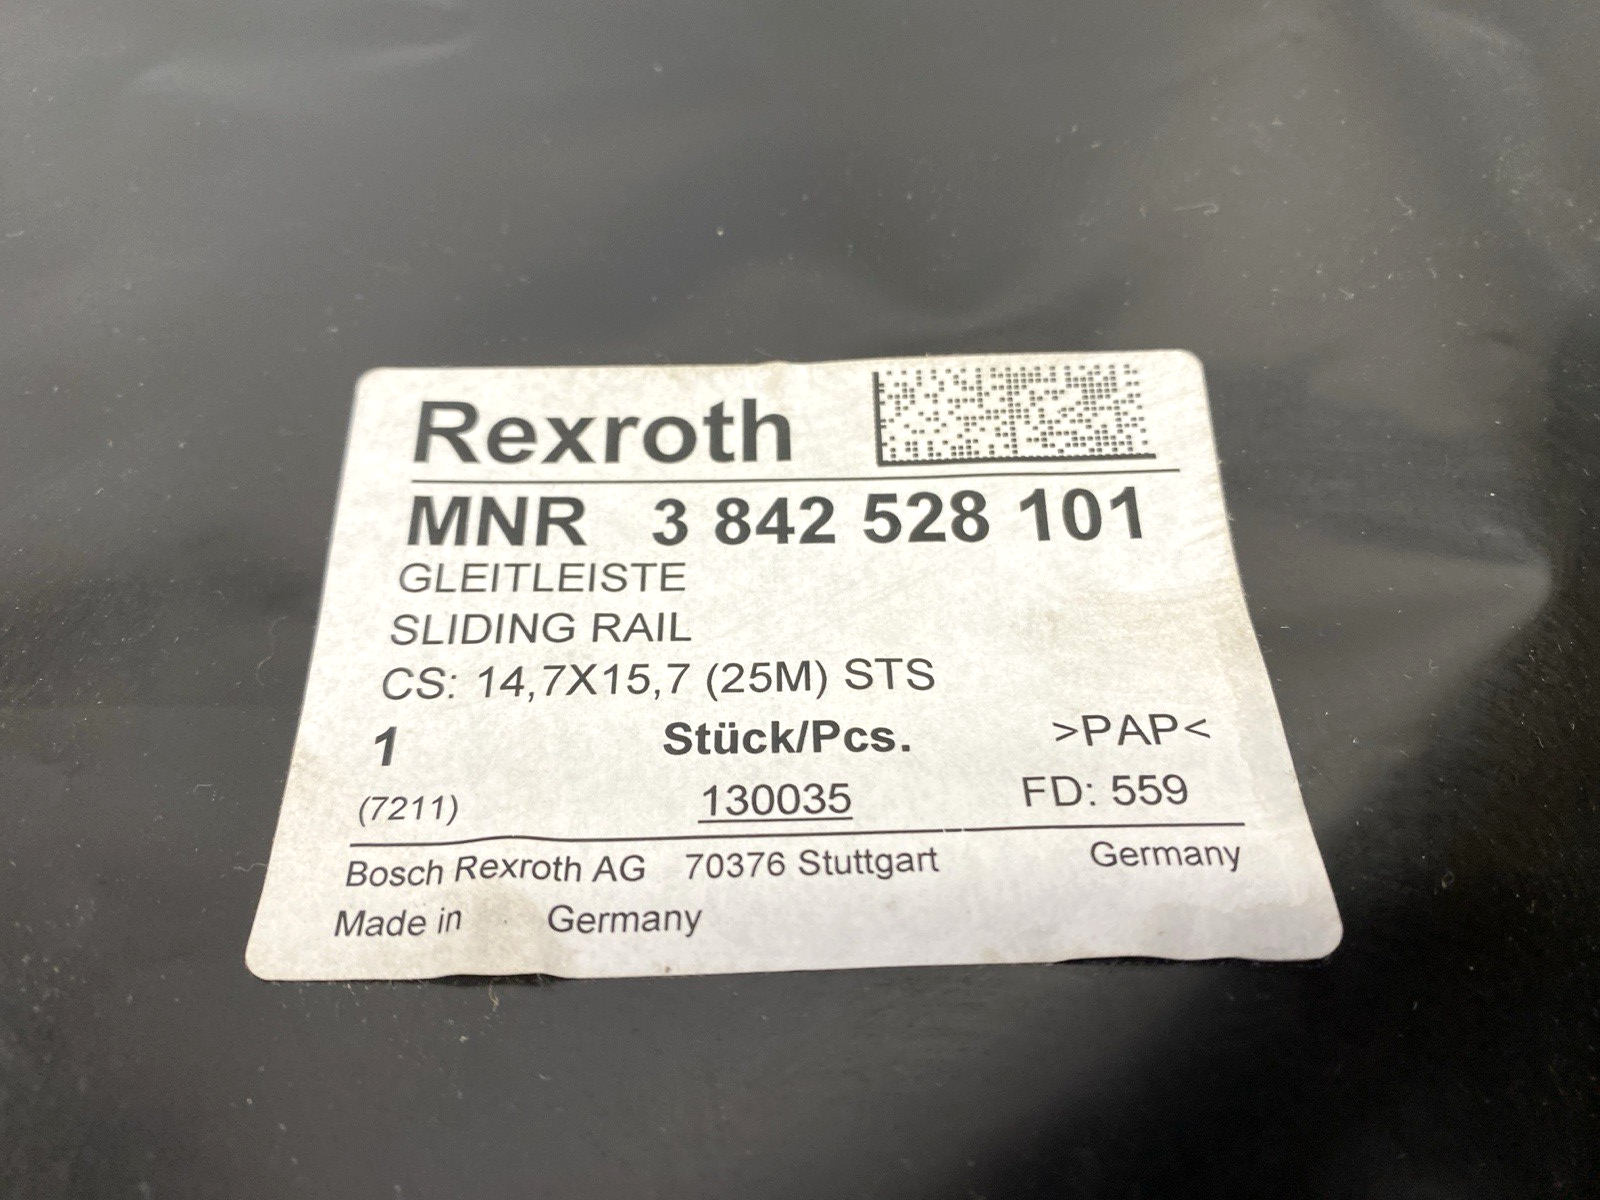 Rexroth
MNR 3 842 528 101
GLEITLEISTE
SLIDING RAIL
CS: 14,7X15,7 (25M) STS
1 Stück/Pcs. >PAP<
(7211) 130035 FD: 559
Bosch Rexroth AG 70376 Stuttgart Germany
Made in Germany